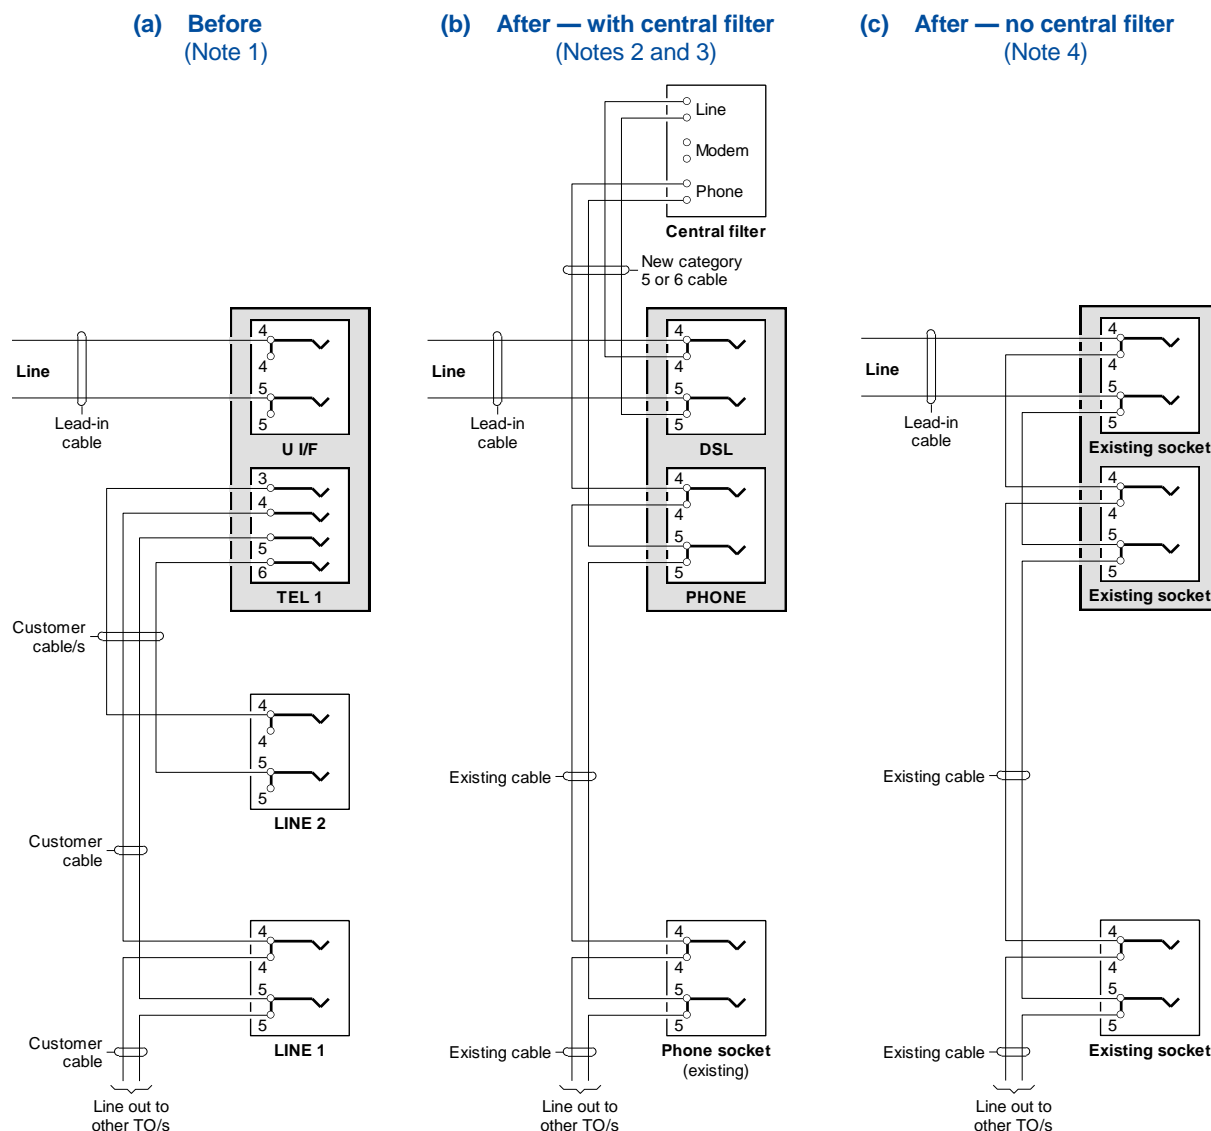 (a) Before
(Note 1)
(b) After — with central filter
(Notes 2 and 3)
(c) After — no central filter
(Note 4)
Line
Modem
Phone
Central filter
New category
5 or 6 cable
4
4
5
5
U I/F
Line
Lead-in
cable
3
4
5
6
TEL 1
Customer
cable/s
4
4
5
5
LINE 2
Customer
cable
4
4
5
5
LINE 1
Customer
cable
Line out to
other TO/s
4
4
5
5
DSL
Line
Lead-in
cable
4
4
5
5
PHONE
Existing cable
4
4
5
5
Phone socket
(existing)
Existing cable
Line out to
other TO/s
4
4
5
5
Existing socket
Line
Lead-in
cable
4
4
5
5
Existing socket
Existing cable
4
4
5
5
Existing socket
Existing cable
Line out to
other TO/s